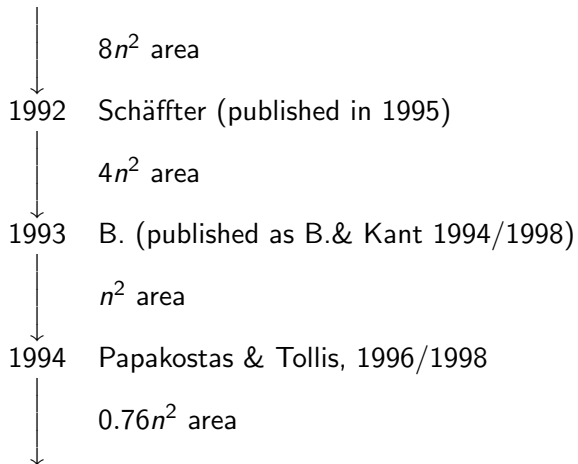 8n² area
1992 Schäffter (published in 1995)
4n² area
1993 B. (published as B.& Kant 1994/1998)
n² area
1994 Papakostas & Tollis, 1996/1998
0.76n² area